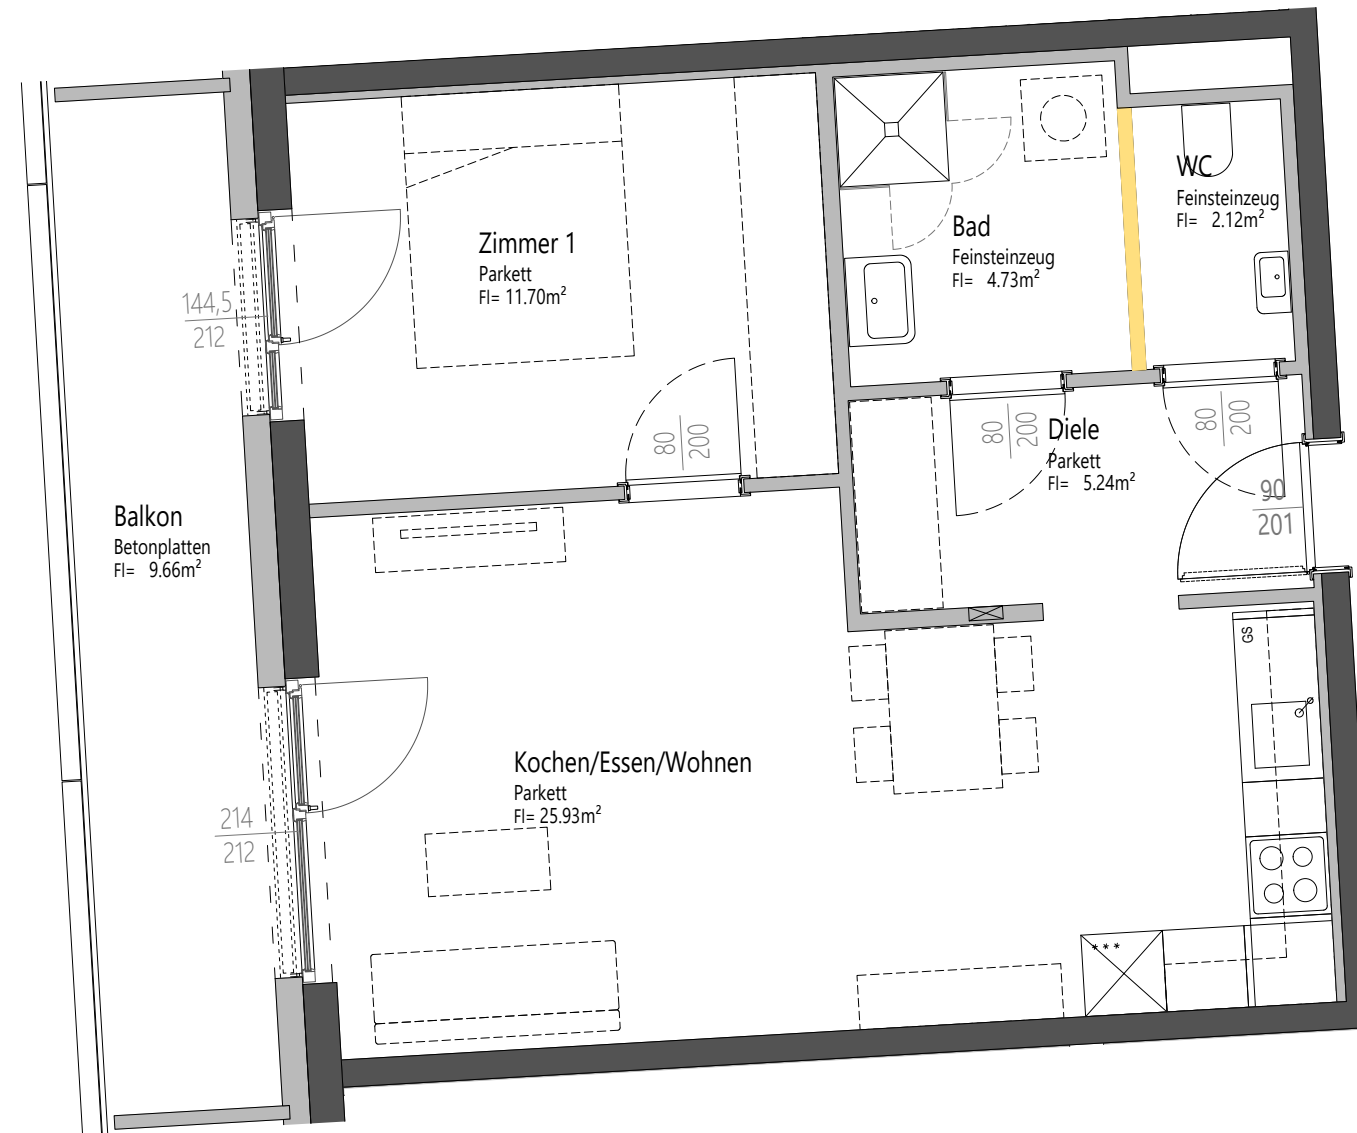 WC
Feinsteinzeug
Fl= 2.12m²
Bad
Feinsteinzeug
Fl= 4.73m²
Zimmer 1
Parkett
Fl= 11.70m²
144,5
212
80
200
80
200
80
200
Diele
Parkett
Fl= 5.24m²
90
201
Balkon
Betonplatten
Fl= 9.66m²
GS
Kochen/Essen/Wohnen
Parkett
Fl= 25.93m²
214
212
***